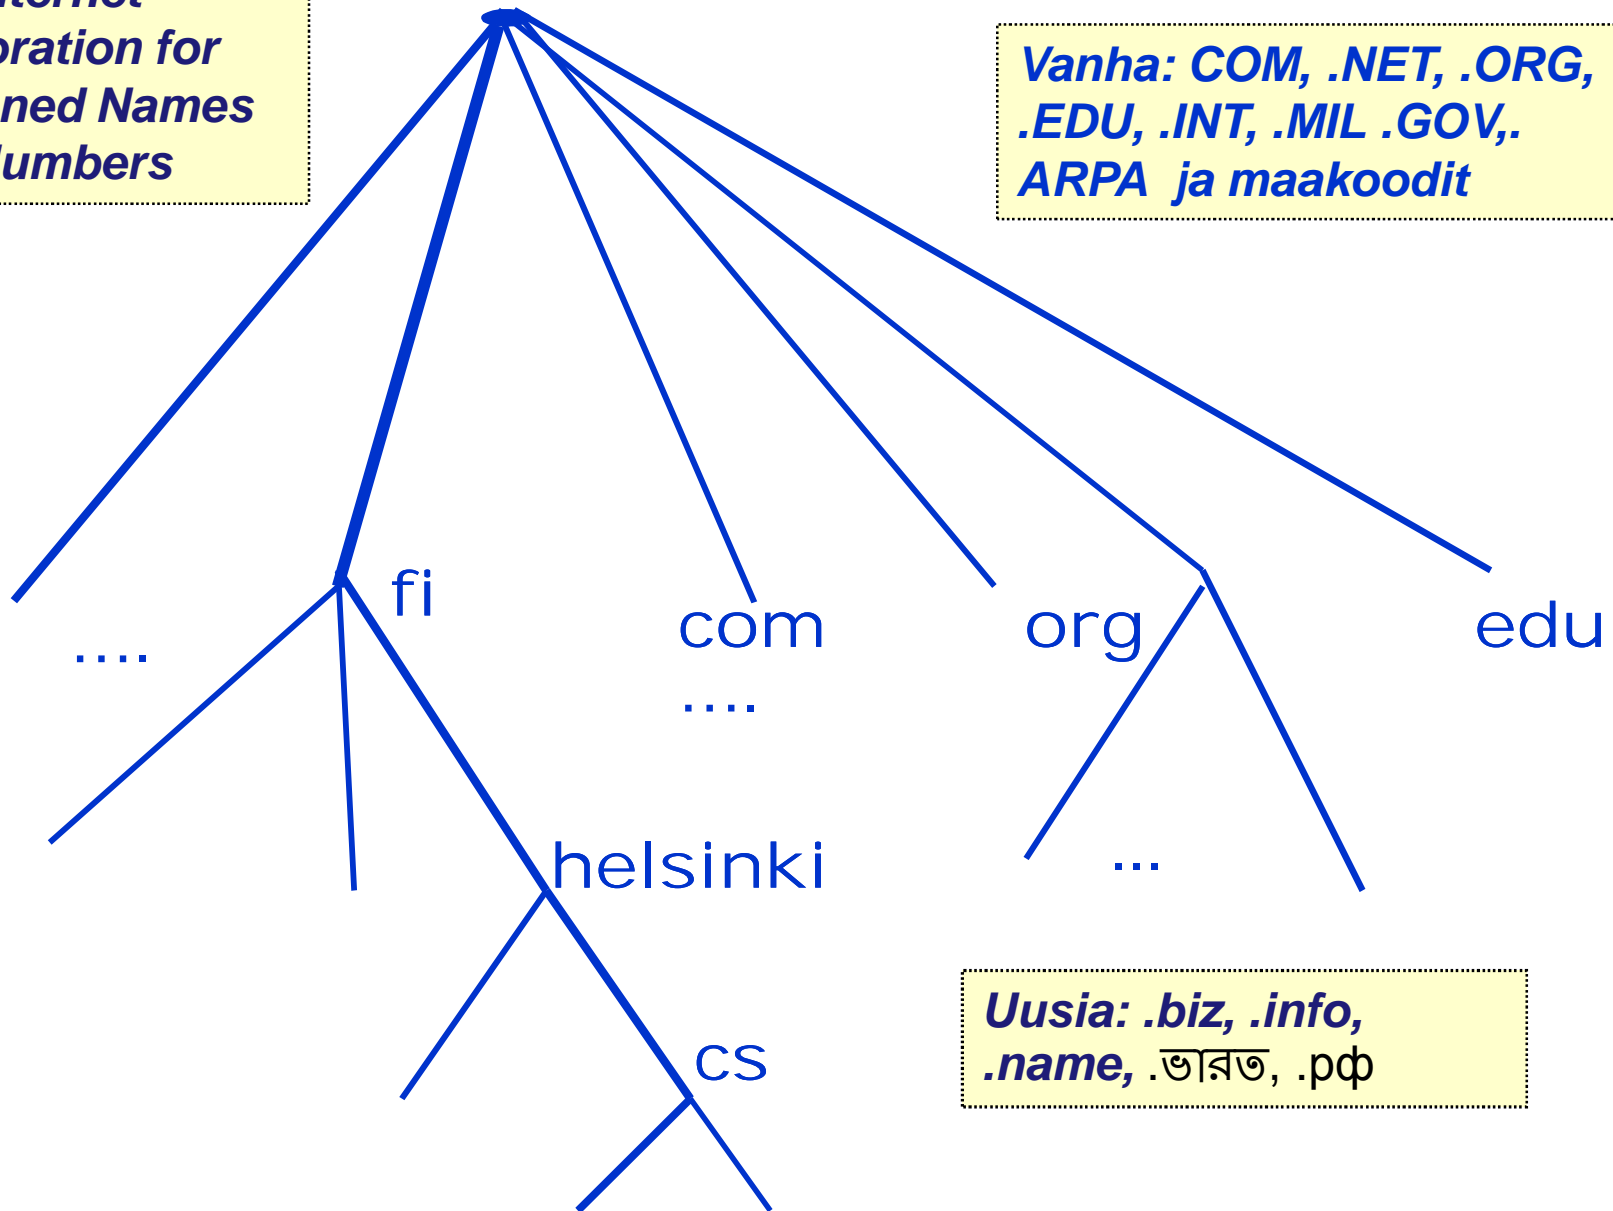 oration for
ned Names
umbers
Vanha: COM, .NET, .ORG,
.EDU, .INT, .MIL .GOV,.
ARPA ja maakoodit
fi
....
com
....
org
edu
helsinki
...
cs
Uusia: .biz, .info,
.name, .ভারত, .рф